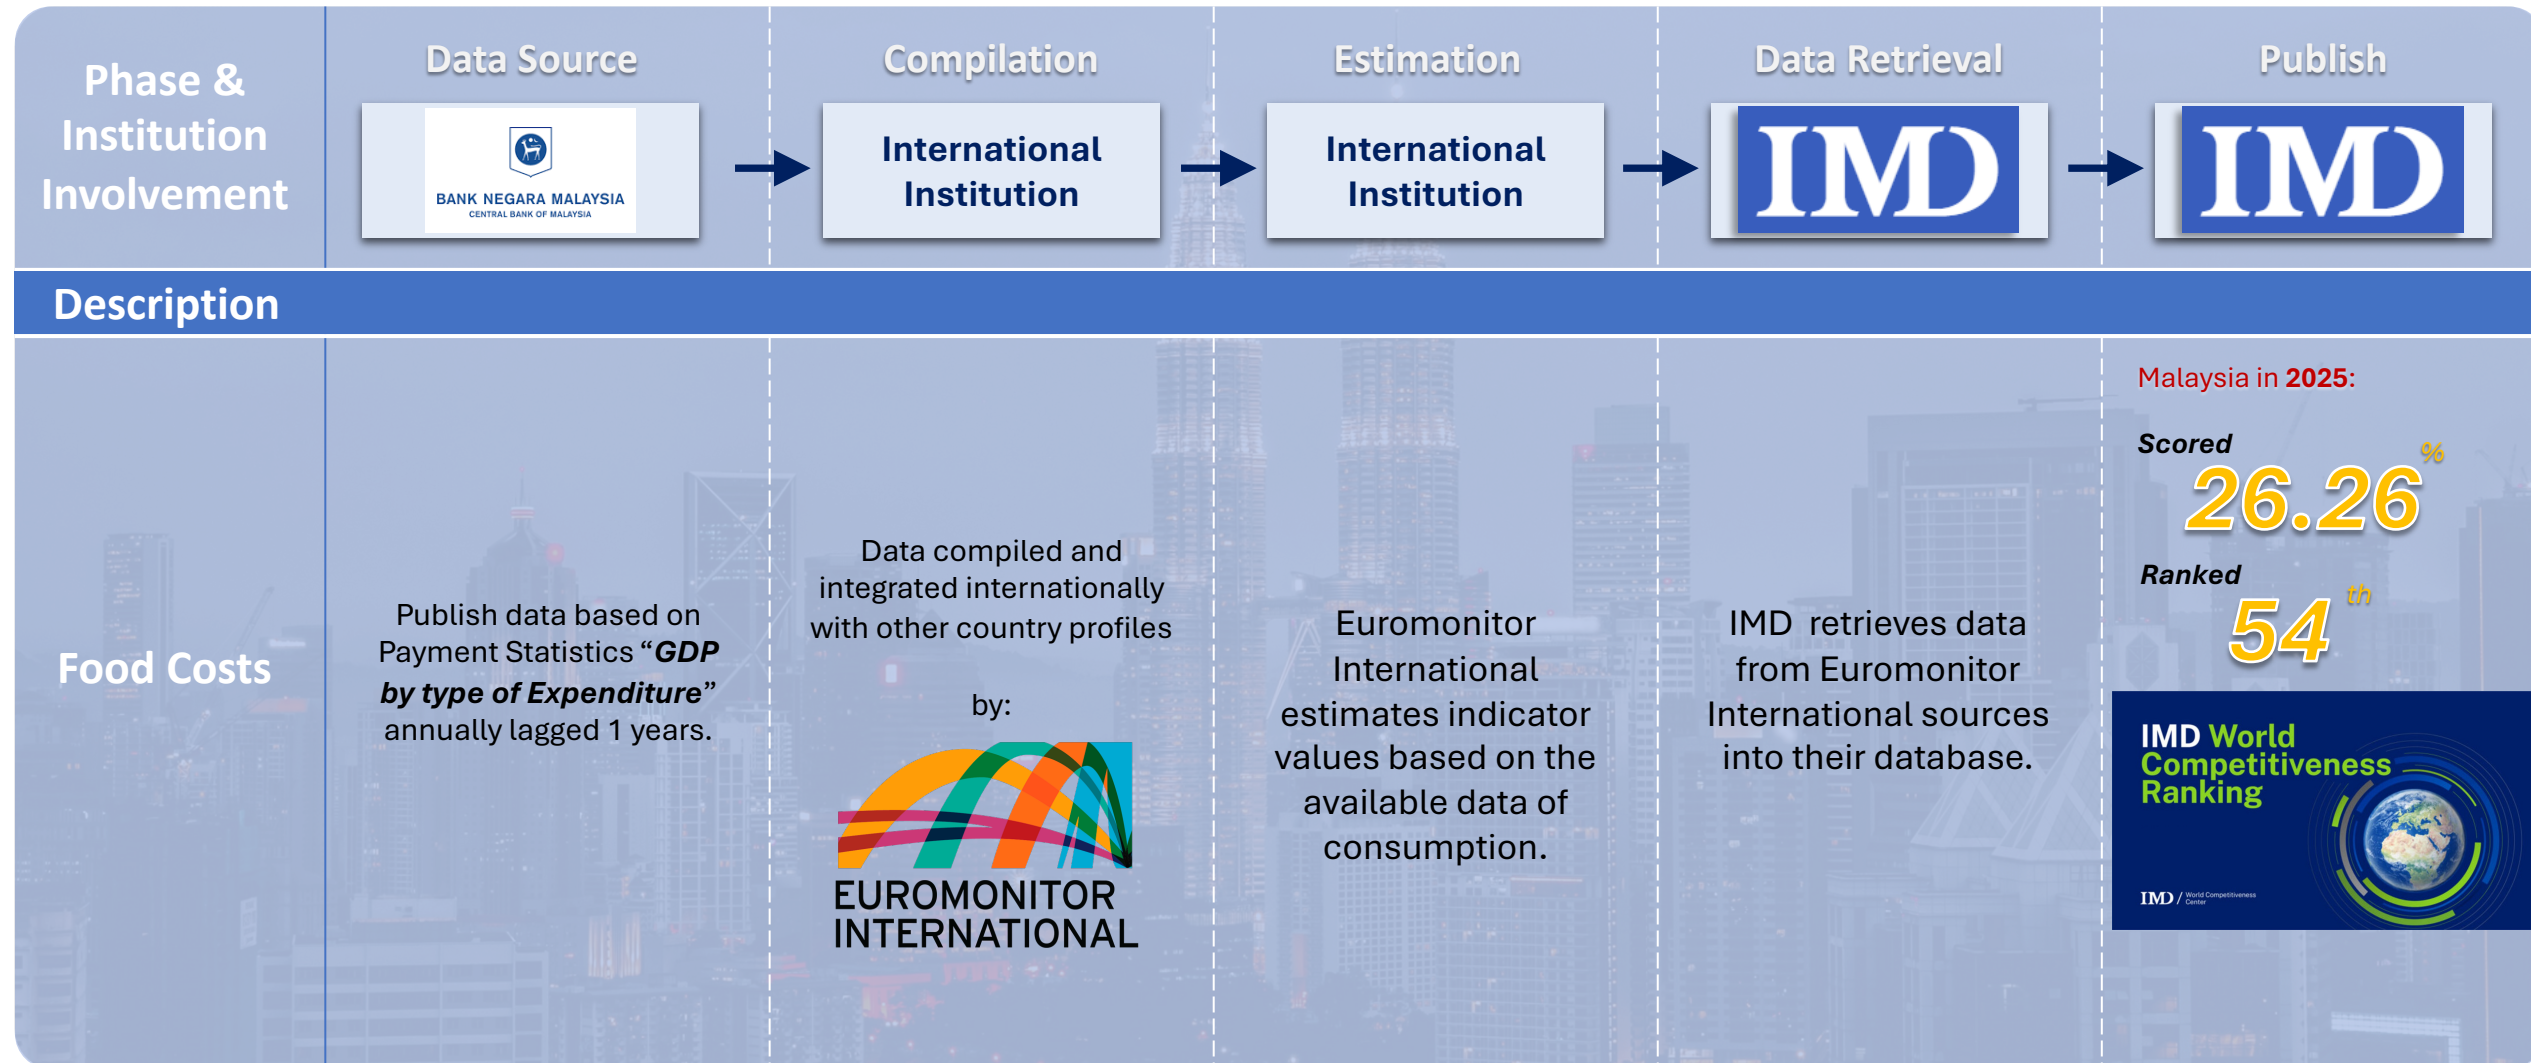 Phase &
Institution
Involvement
Data Source
BANK NEGARA MALAYSIA
CENTRAL BANK OF MALAYSIA
Compilation
International
Institution
Estimation
International
Institution
Data Retrieval
IMD
Publish
IMD
Description
Food Costs
Publish data based on
Payment Statistics “GDP
by type of Expenditure”
annually lagged 1 years.
Data compiled and
integrated internationally
with other country profiles
by:
EUROMONITOR
INTERNATIONAL
Euromonitor
International
estimates indicator
values based on the
available data of
consumption.
IMD retrieves data
from Euromonitor
International sources
into their database.
Malaysia in 2025:
Scored
26.26%
Ranked
54th
IMD World
Competitiveness
Ranking
IMD / World Competitiveness
Center